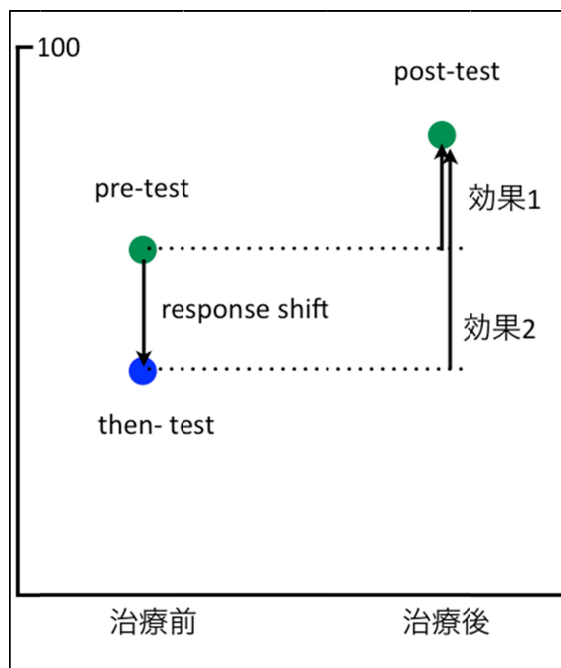 100
post-test
pre-test
効果1
response shift
効果2
then- test
治療前
治療後